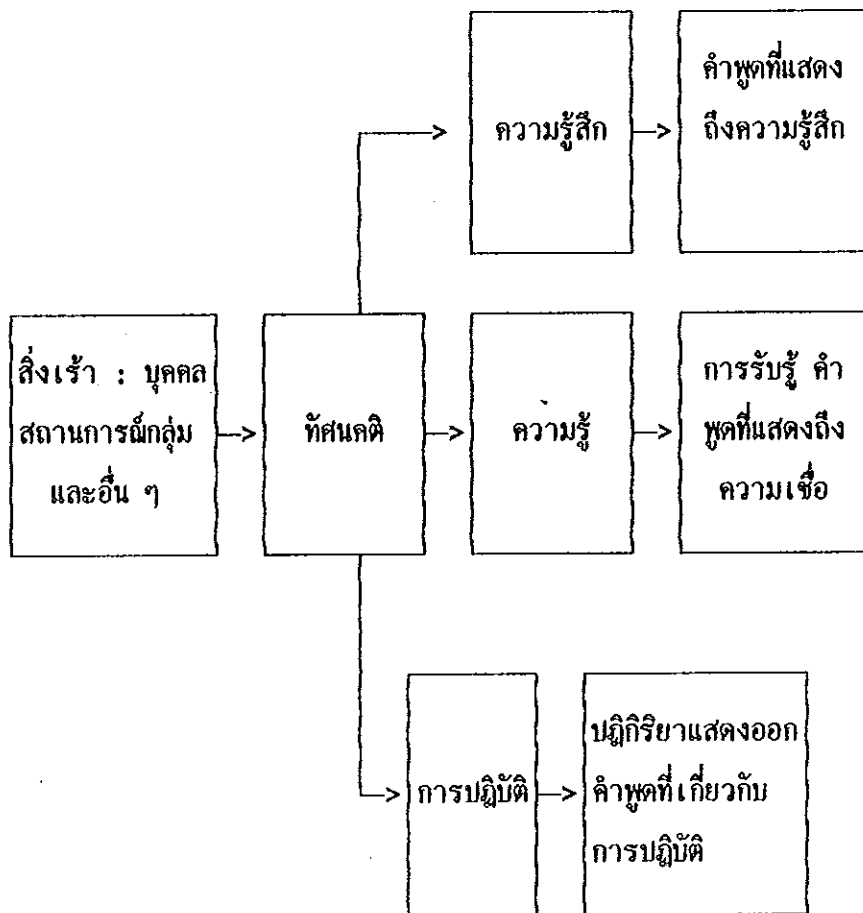 ความรู้สึก
คำพูดที่แสดง
ถึงความรู้สึก
สิ่งเร้า : บุคคล
สถานการณ์กลุ่ม
และอื่น ๆ
ทัศนคติ
ความรู้
การรับรู้ คำ
พูดที่แสดงถึง
ความเชื่อ
การปฏิบัติ
ปฏิกิริยาแสดงออก
คำพูดที่เกี่ยวกับ
การปฏิบัติ